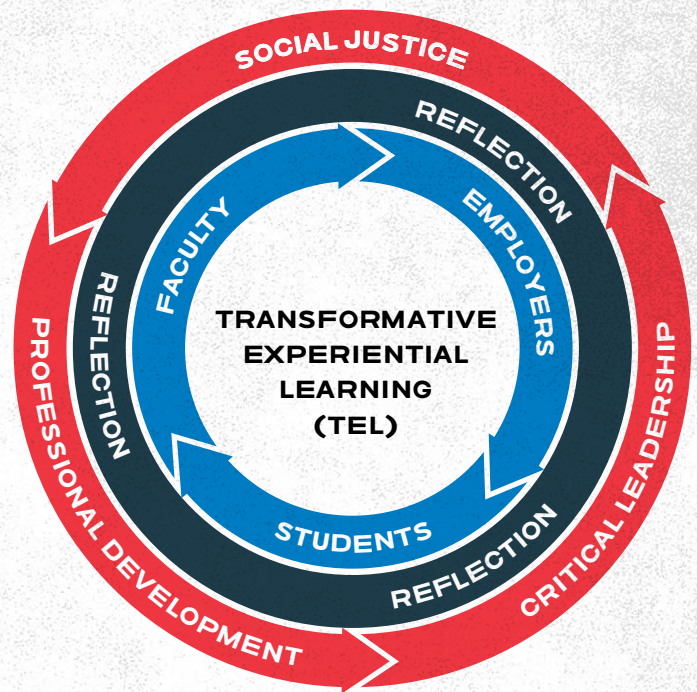 SOCIAL JUSTICE
REFLECTION
FACULTY
EMPLOYERS
TRANSFORMATIVE
EXPERIENTIAL
LEARNING
(TEL)
REFLECTION
PROFESSIONAL DEVELOPMENT
STUDENTS
REFLECTION
CRITICAL LEADERSHIP